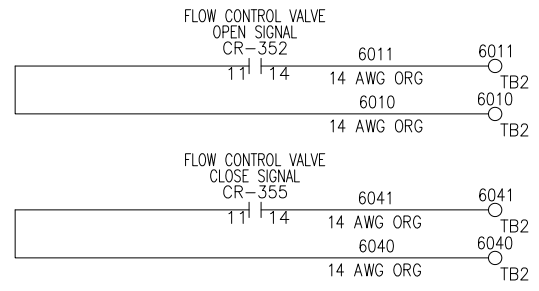 FLOW CONTROL VALVE
OPEN SIGNAL
CR-352
11 14
6011
14 AWG ORG
6011
TB2
6010
14 AWG ORG
6010
TB2
FLOW CONTROL VALVE
CLOSE SIGNAL
CR-355
11 14
6041
14 AWG ORG
6041
TB2
6040
14 AWG ORG
6040
TB2